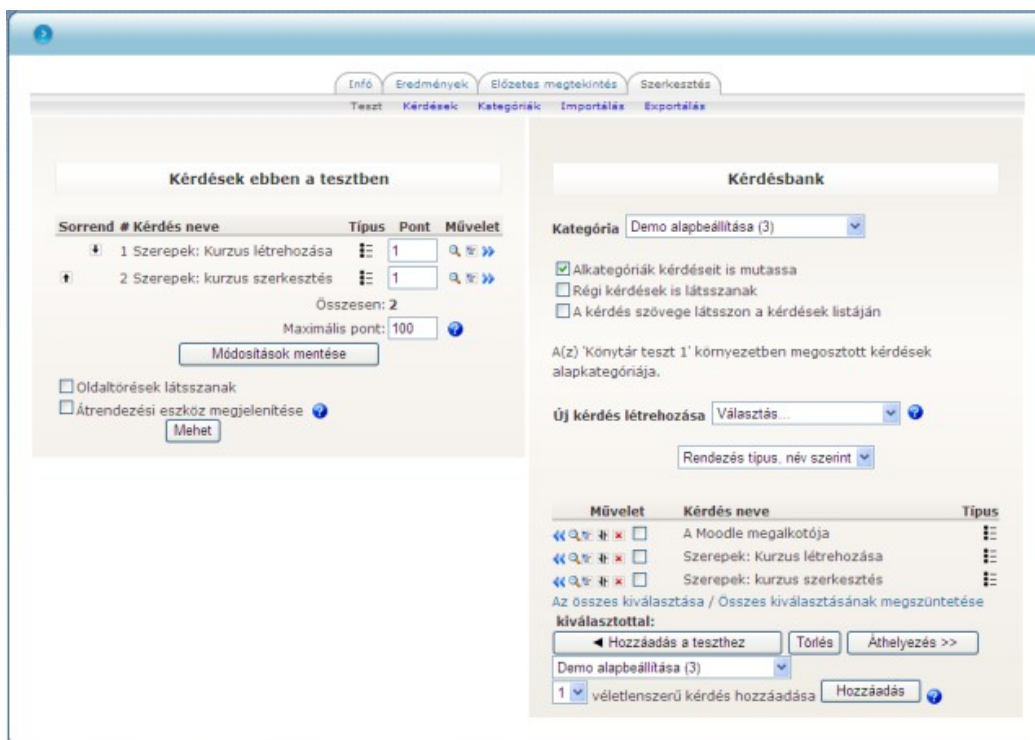 Infó Eredmények Előzetes megtekintés Szerkesztés
Teszt Kérdések Kategóriák Importálás Exportálás
Kérdések ebben a tesztben
Sorrend # Kérdés neve Típus Pont Művelet
1 Szerepek: Kurzus létrehozása 1
2 Szerepek: kurzus szerkesztés 1
Összesen: 2
Maximális pont: 100
Módosítások mentése
Oldaltörések látsszanak
Átrendezési eszköz megjelenítése
Mehet
Kérdésbank
Kategória Demo alapbeállítása (3)
Alkategóriák kérdéseit is mutassa
Régi kérdések is látsszanak
A kérdés szövege látsszon a kérdések listáján
A(z) 'Könytár teszt 1' környezetben megosztott kérdések
alapkategóriája.
Új kérdés létrehozása Választás...
Rendezés típus, név szerint
Művelet Kérdés neve Típus
A Moodle megalkotója
Szerepek: Kurzus létrehozása
Szerepek: kurzus szerkesztés
Az összes kiválasztása / Összes kiválasztásának megszüntetése
kiválasztottal:
◄ Hozzáadás a teszthez Törlés Áthelyezés >>
Demo alapbeállítása (3)
1 véletlenszerű kérdés hozzáadása Hozzáadás